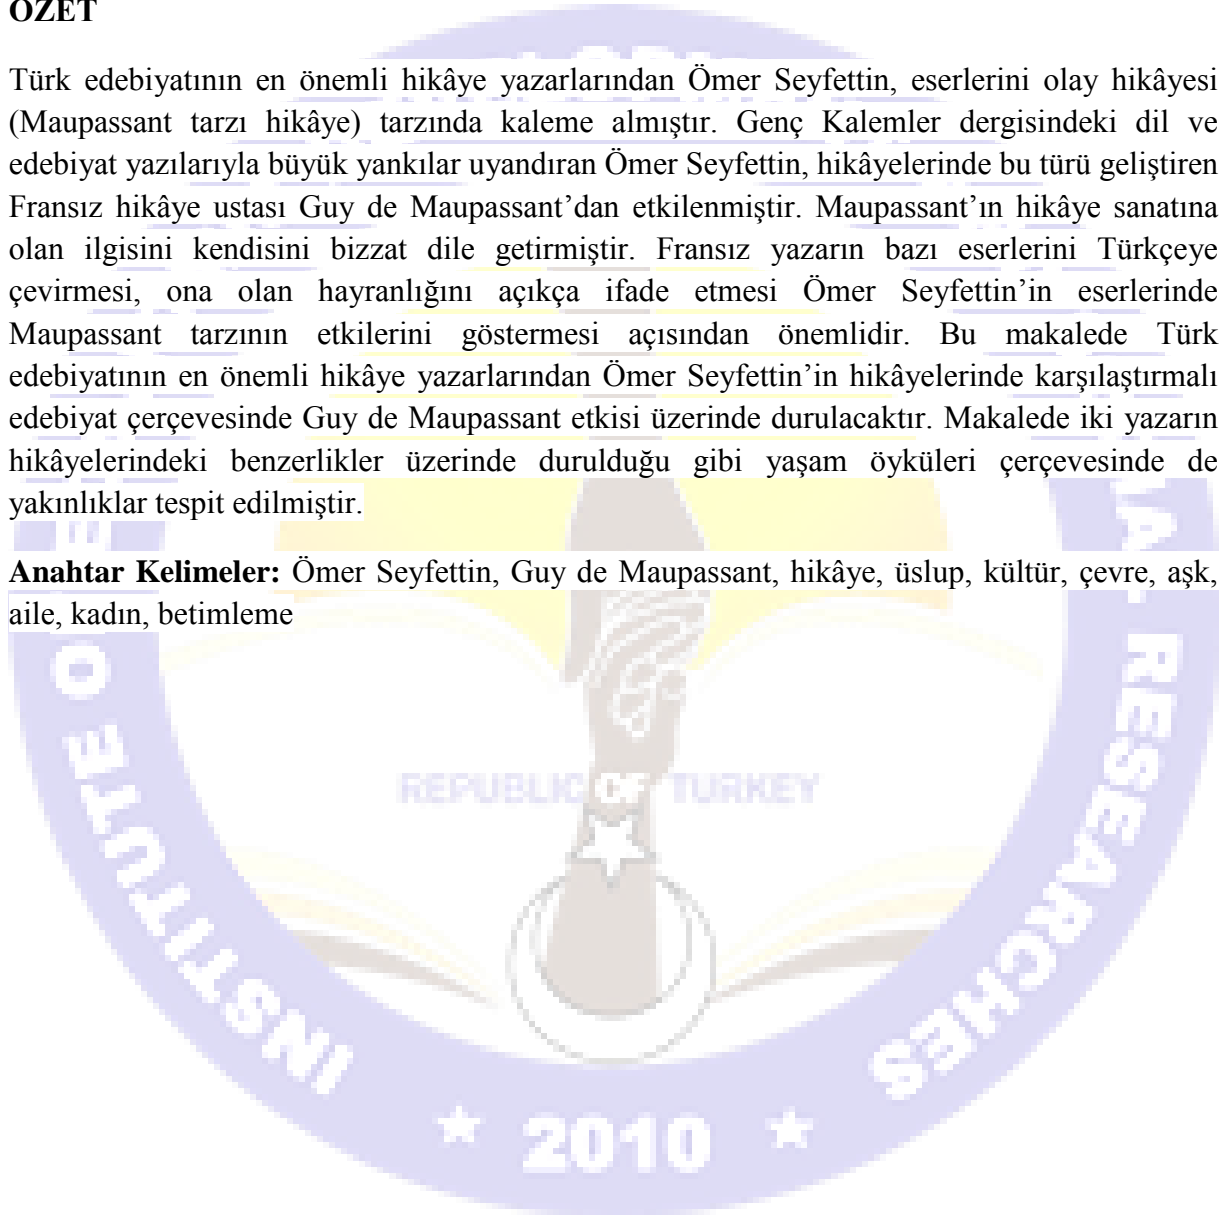 ÖZET
Türk edebiyatının en önemli hikâye yazarlarından Ömer Seyfettin, eserlerini olay hikâyesi
(Maupassant tarzı hikâye) tarzında kaleme almıştır. Genç Kalemler dergisindeki dil ve
edebiyat yazılarıyla büyük yankılar uyandıran Ömer Seyfettin, hikâyelerinde bu türü geliştiren
Fransız hikâye ustası Guy de Maupassant’dan etkilenmiştir. Maupassant’ın hikâye sanatına
olan ilgisini kendisini bizzat dile getirmiştir. Fransız yazarın bazı eserlerini Türkçeye
çevirmesi, ona olan hayranlığını açıkça ifade etmesi Ömer Seyfettin’in eserlerinde
Maupassant tarzının etkilerini göstermesi açısından önemlidir. Bu makalede Türk
edebiyatının en önemli hikâye yazarlarından Ömer Seyfettin’in hikâyelerinde karşılaştırmalı
edebiyat çerçevesinde Guy de Maupassant etkisi üzerinde durulacaktır. Makalede iki yazarın
hikâyelerindeki benzerlikler üzerinde durulduğu gibi yaşam öyküleri çerçevesinde de
yakınlıklar tespit edilmiştir.
Anahtar Kelimeler: Ömer Seyfettin, Guy de Maupassant, hikâye, üslup, kültür, çevre, aşk,
aile, kadın, betimleme
REPUBLIC OF TURKEY
INSTITUTE O
RESEARCHES
2010